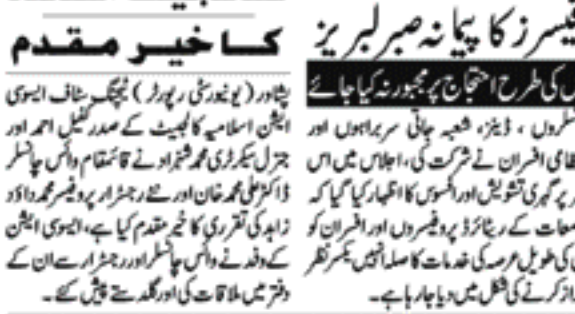 کا خیر مقدم
پشاور (یونیورسٹی رپورٹر) ٹیچنگ سٹاف ایسوسی
ایشن اسلامیہ کالجیٹ کے صدر کفیل احمد اور
جنرل سیکرٹری محمد شہزاد نے قائمقام وائس چانسلر
ڈاکٹر علی محمد خان اور نئے رجسٹرار پروفیسر محمد داؤد
زاہد کی تقرری کا خیر مقدم کیا ہے، ایسوسی ایشن
کے وفد نے وائس چانسلر اور رجسٹرار سے ان کے
دفتر میں ملاقات کی اور گلدستے پیش کئے۔
فیسرز کا پیمانہ صبر لبریز
کی طرح احتجاج پر مجبور نہ کیا جائے
سلروں، ڈینز، شعبہ جاتی سربراہوں اور
ظامی افسران نے شرکت کی، اجلاس میں اس
ر پر گہری تشویش اور افسوس کا اظہار کیا گیا کہ
معات کے ریٹائرڈ پروفیسروں اور افسران کو
ن کی طویل عرصہ کی خدمات کا صلہ انہیں یکسر نظر
داز کرنے کی شکل میں دیا جا رہا ہے۔